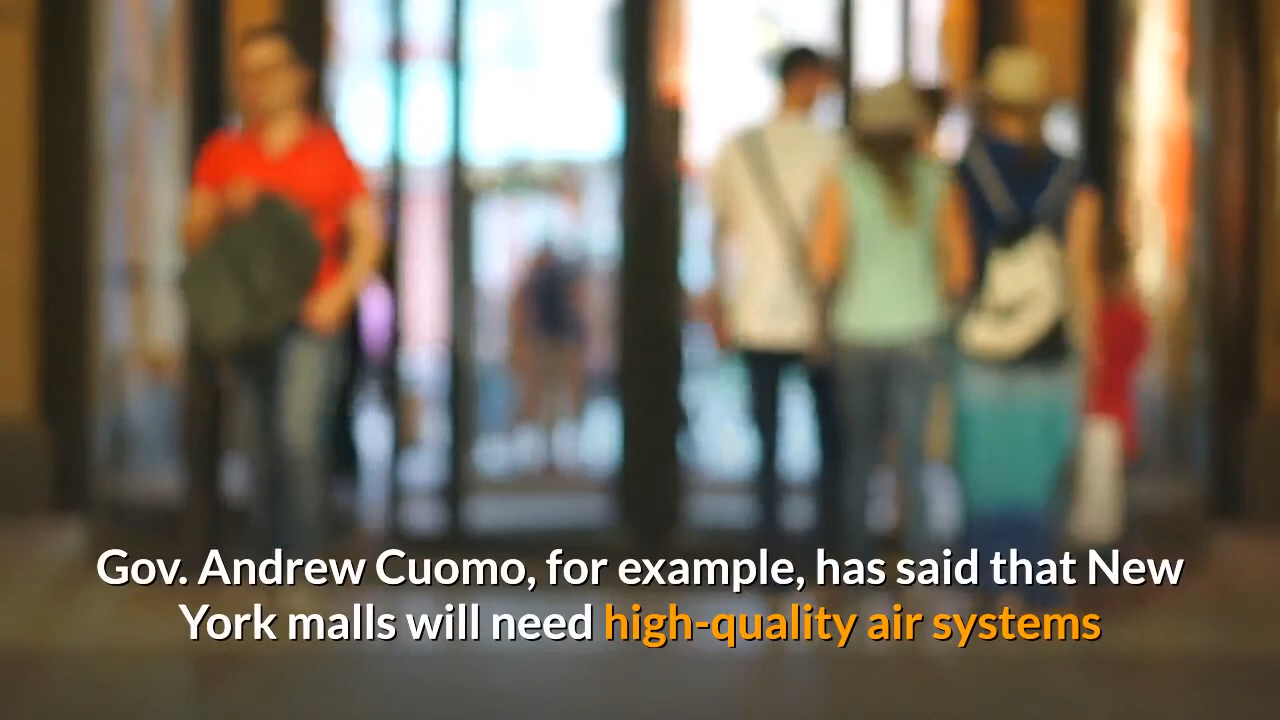 Gov. Andrew Cuomo, for example, has said that New
York malls will need high-quality air systems